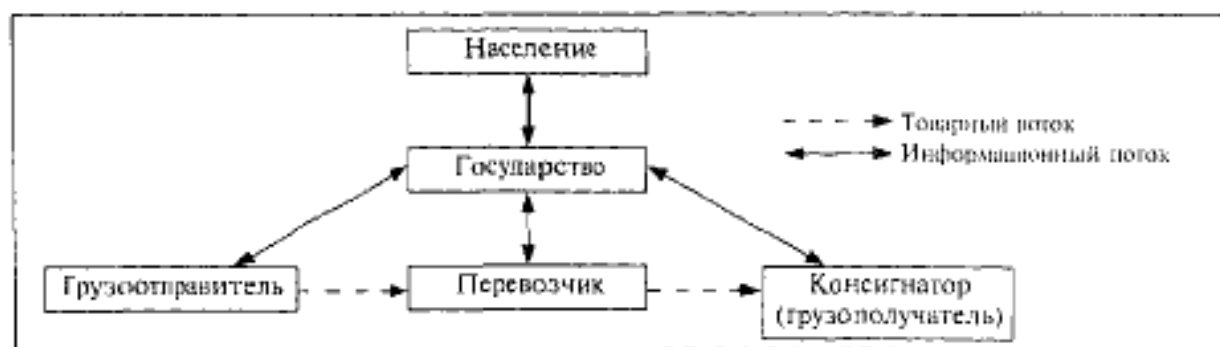 Население
Товарный поток
Информационный поток
Государство
Грузоотправитель
Перевозчик
Консигнатор
(грузополучатель)